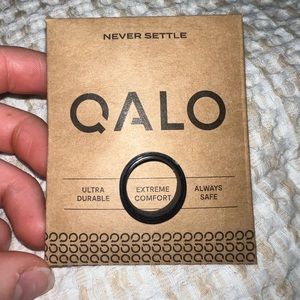 NEVER SETTLE
QALO
ULTRA
DURABLE
EXTREME
COMFORT
ALWAYS
SAFE